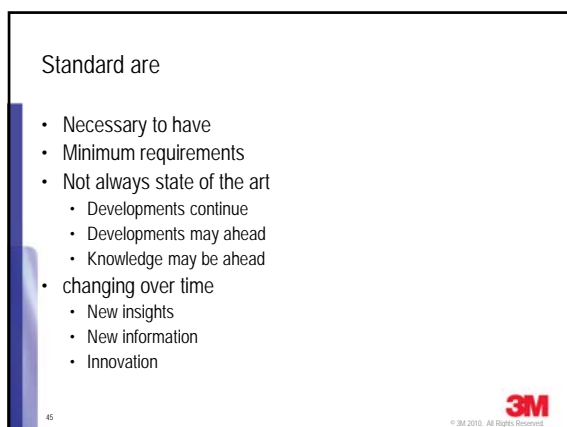 Standard are
• Necessary to have
• Minimum requirements
• Not always state of the art
• Developments continue
• Developments may ahead
• Knowledge may be ahead
• changing over time
• New insights
• New information
• Innovation
45
3M
© 3M 2010. All Rights Reserved.